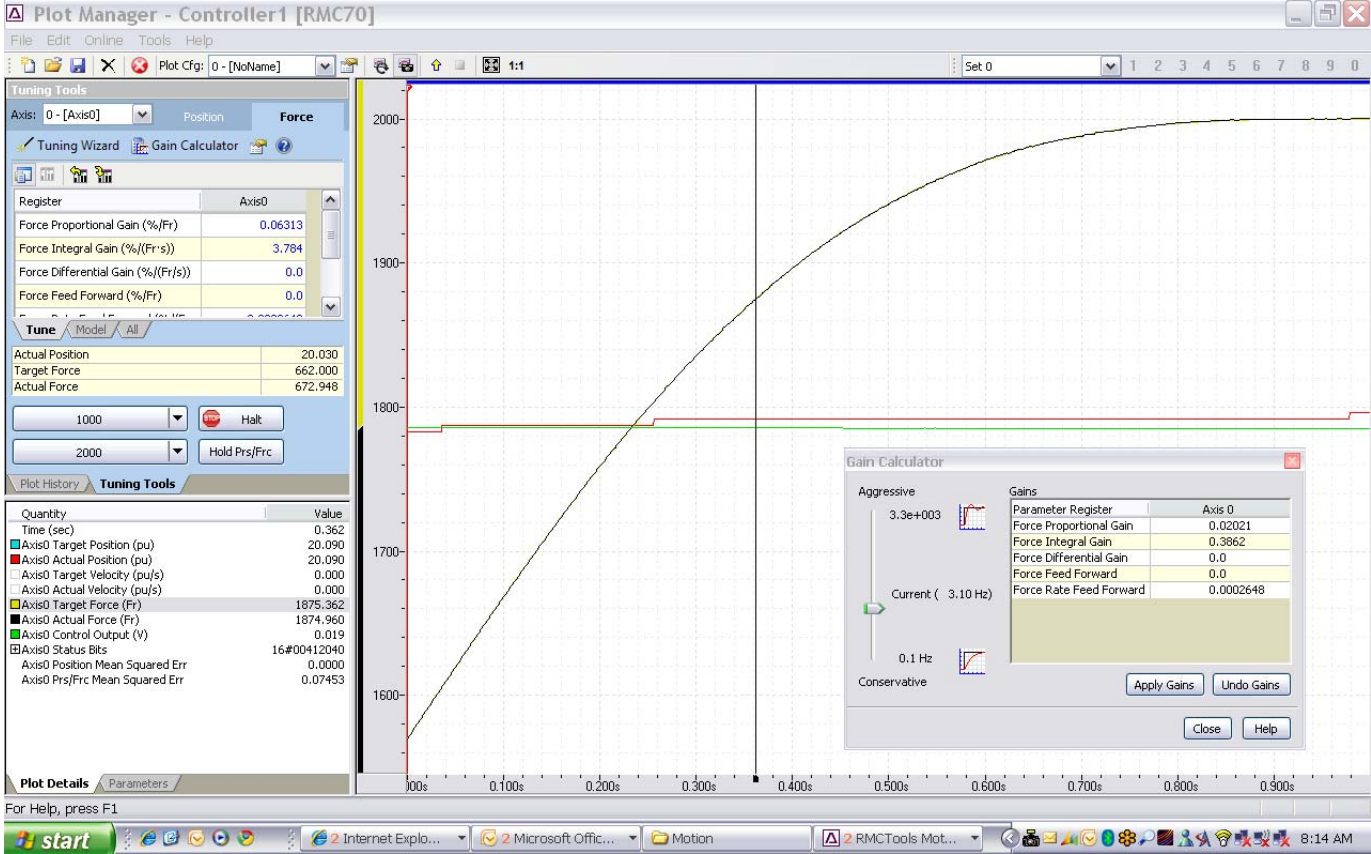 Plot Manager - Controller1 [RMC70]
File Edit Online Tools Help
Plot Cfg: 0 - [NoName] 1:1 Set 0 1 2 3 4 5 6 7 8 9 0
Tuning Tools
Axis: 0 - [Axis0] Position Force
Tuning Wizard Gain Calculator
Register Axis0
Force Proportional Gain (%/Fr) 0.06313
Force Integral Gain (%/(Fr·s)) 3.784
Force Differential Gain (%/(Fr/s)) 0.0
Force Feed Forward (%/Fr) 0.0
Tune Model All
Actual Position 20.030
Target Force 662.000
Actual Force 672.948
1000 STOP Halt
2000 Hold Prs/Frc
Plot History Tuning Tools
Quantity Value
Time (sec) 0.362
Axis0 Target Position (pu) 20.090
Axis0 Actual Position (pu) 20.090
Axis0 Target Velocity (pu/s) 0.000
Axis0 Actual Velocity (pu/s) 0.000
Axis0 Target Force (Fr) 1875.362
Axis0 Actual Force (Fr) 1874.960
Axis0 Control Output (V) 0.019
Axis0 Status Bits 16#00412040
Axis0 Position Mean Squared Err 0.0000
Axis0 Prs/Frc Mean Squared Err 0.07453
Plot Details Parameters
2000
1900
1800
1700
1600
00s 0.100s 0.200s 0.300s 0.400s 0.500s 0.600s 0.700s 0.800s 0.900s
Gain Calculator
Aggressive
3.3e+003
Current ( 3.10 Hz)
0.1 Hz
Conservative
Gains
Parameter Register Axis 0
Force Proportional Gain 0.02021
Force Integral Gain 0.3862
Force Differential Gain 0.0
Force Feed Forward 0.0
Force Rate Feed Forward 0.0002648
Apply Gains Undo Gains
Close Help
For Help, press F1
start 2 Internet Explo... 2 Microsoft Offic... Motion 2 RMCTools Mot... 8:14 AM